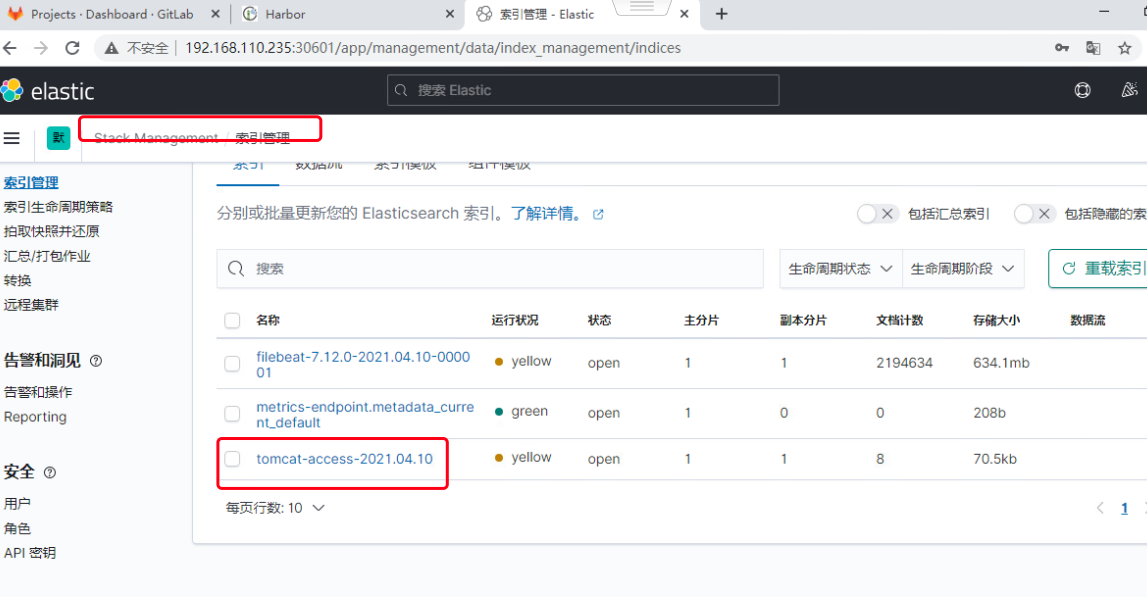 Projects · Dashboard · GitLab
Harbor
索引管理 - Elastic
不安全
192.168.110.235:30601/app/management/data/index_management/indices
elastic
搜索 Elastic
默
Stack Management / 索引管理
索引 数据流 索引模板 组件模板
索引管理
索引生命周期策略
拍取快照并还原
汇总/打包作业
转换
远程集群
告警和洞见
告警和操作
Reporting
安全
用户
角色
API 密钥
分别或批量更新您的 Elasticsearch 索引。了解详情。
包括汇总索引
包括隐藏的索
搜索
生命周期状态
生命周期阶段
重载索引
名称 运行状况 状态 主分片 副本分片 文档计数 存储大小 数据流
filebeat-7.12.0-2021.04.10-0000
01
yellow open 1 1 2194634 634.1mb
metrics-endpoint.metadata_curre
nt_default
green open 1 0 0 208b
tomcat-access-2021.04.10 yellow open 1 1 8 70.5kb
每页行数: 10
1